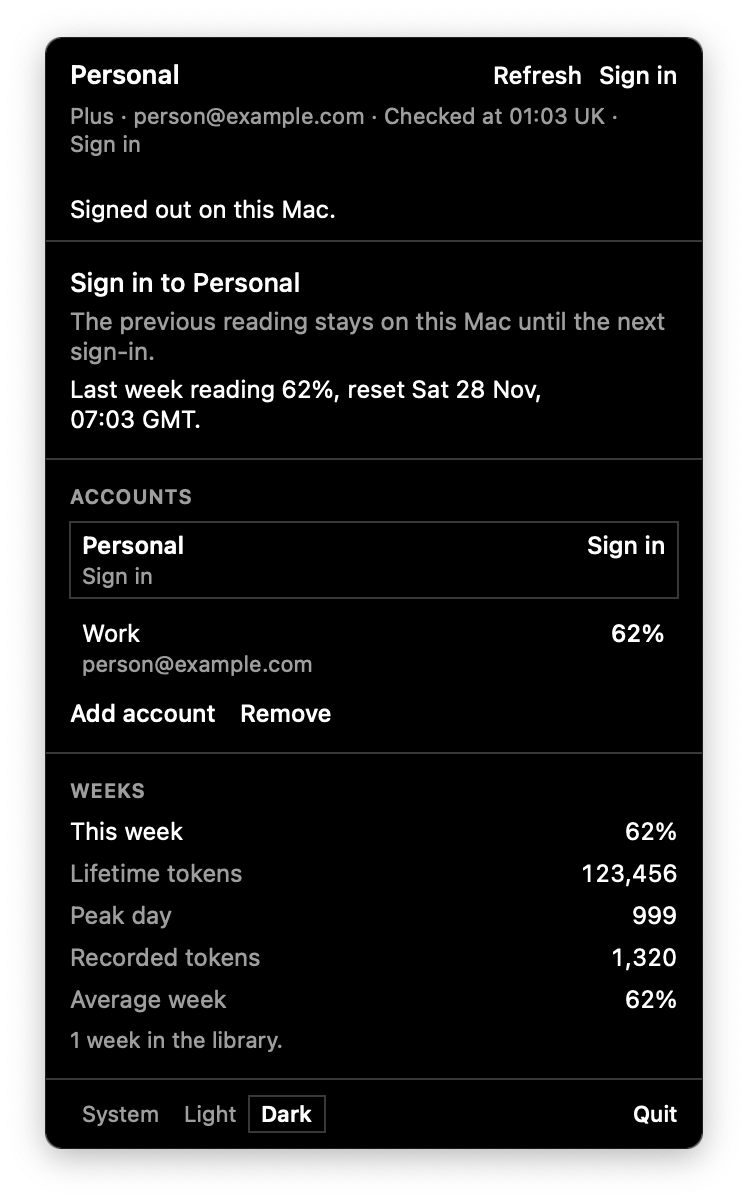 Personal Refresh Sign in
Plus · person@example.com · Checked at 01:03 UK ·
Sign in
Signed out on this Mac.
Sign in to Personal
The previous reading stays on this Mac until the next
sign-in.
Last week reading 62%, reset Sat 28 Nov,
07:03 GMT.
ACCOUNTS
Personal Sign in
Sign in
Work 62%
person@example.com
Add account Remove
WEEKS
This week 62%
Lifetime tokens 123,456
Peak day 999
Recorded tokens 1,320
Average week 62%
1 week in the library.
System Light Dark Quit